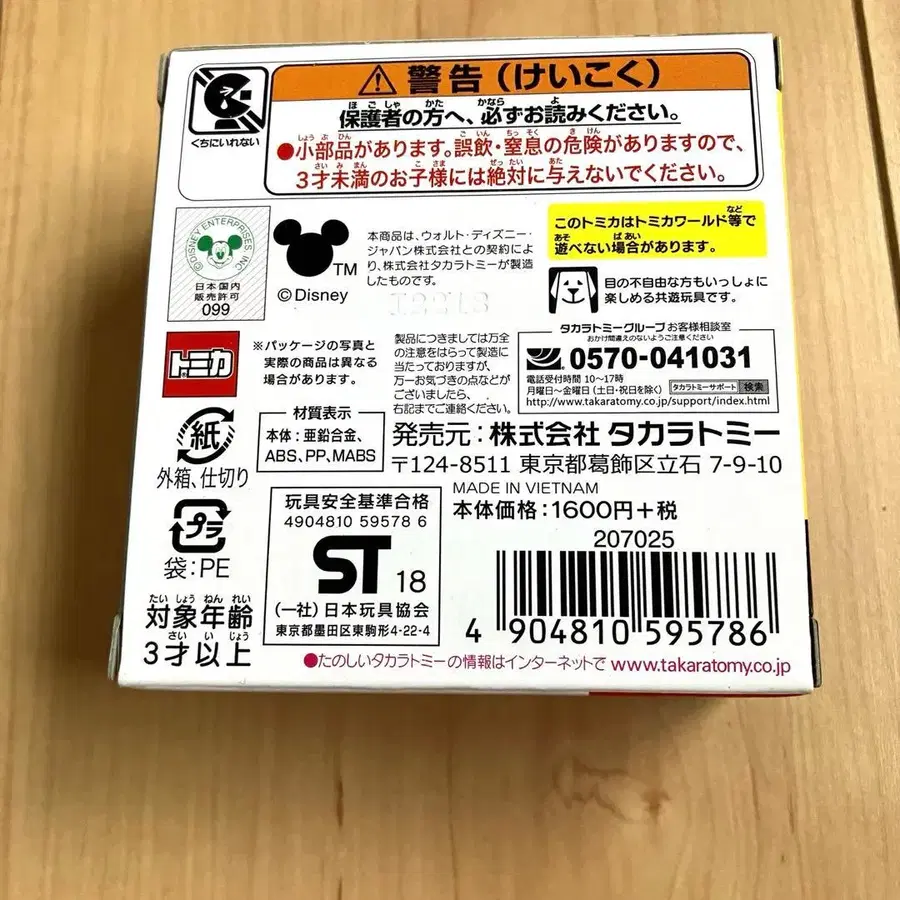 警告(けいこく)
保護者の方へ、必ずお読みください。
●小部品があります。誤飲・窒息の危険がありますので、
3才未満のお子様には絶対に与えないでください。
くちにいれない
©DISNEY ENTERPRISES INC
日本国内
販売許可
099
TM
©Disney
本商品は、ウォルト・ディズニー・
ジャパン株式会社との契約によ
り、株式会社タカラトミーが製造
したものです。
このトミカはトミカワールド等で
遊べない場合があります。
目の不自由な方もいっしょに
楽しめる共遊玩具です。
トミカ
※パッケージの写真と
実際の商品は異なる
場合があります。
製品につきましては万全
の注意をはらって製造に
当たっておりますが、
万一お気づきの点などが
ございましたら、
右記までご連絡ください。
タカラトミーグループ お客様相談室
おかけ間違えのないようご注意ください
0570-041031
電話受付時間 10〜17時
月曜日〜金曜日(土日・祝日を除く)
タカラトミーサポート 検索
http://www.takaratomy.co.jp/support/index.html
紙
外箱、仕切り
材質表示
本体:亜鉛合金、
ABS、PP、MABS
発売元:株式会社 タカラトミー
〒124-8511 東京都葛飾区立石 7-9-10
MADE IN VIETNAM
本体価格:1600円+税
207025
プラ
袋:PE
玩具安全基準合格
4904810 59578 6
ST 18
(一社)日本玩具協会
東京都墨田区東駒形4-22-4
対象年齢
3才以上
4 904810 595786
●たのしいタカラトミーの情報はインターネットで www.takaratomy.co.jp